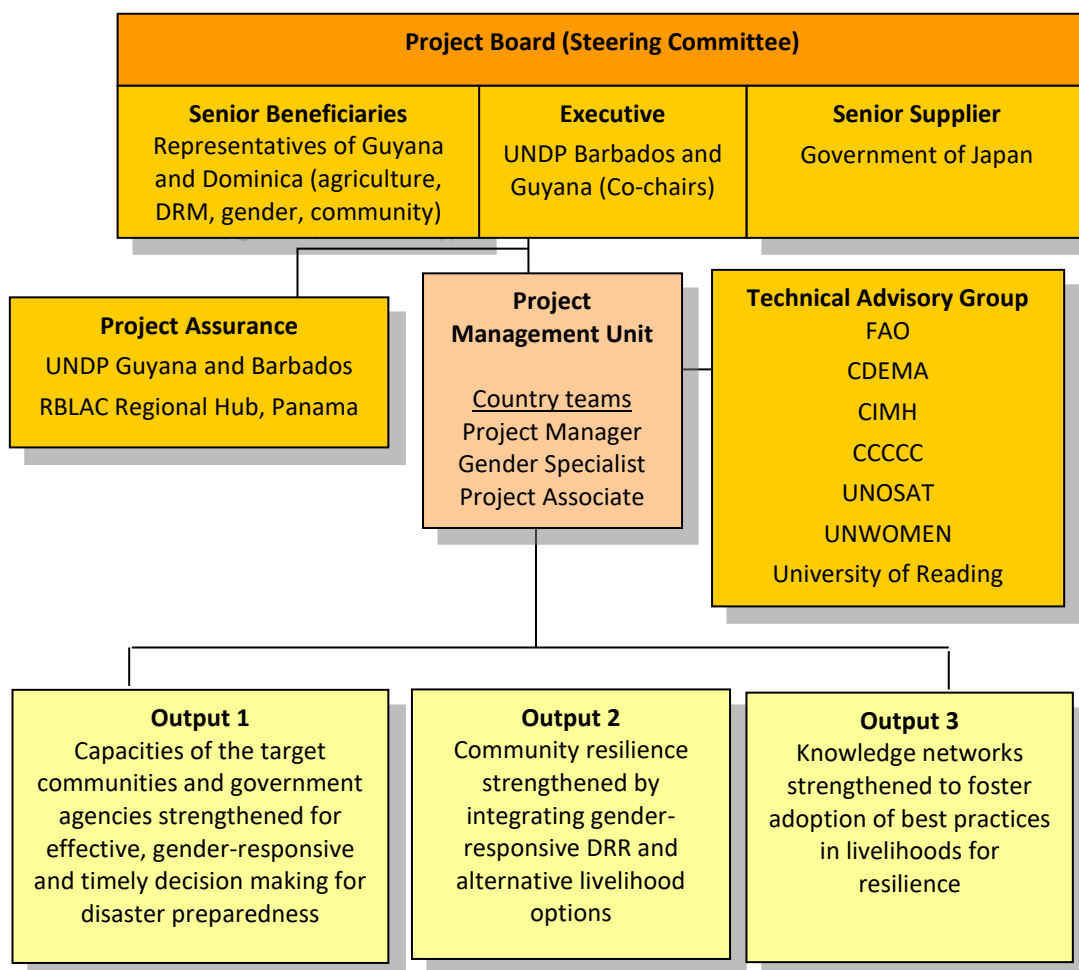 Project Board (Steering Committee)
Senior Beneficiaries
Representatives of Guyana
and Dominica (agriculture,
DRM, gender, community)
Executive
UNDP Barbados and
Guyana (Co-chairs)
Senior Supplier
Government of Japan
Project Assurance
UNDP Guyana and Barbados
RBLAC Regional Hub, Panama
Project
Management Unit
Country teams
Project Manager
Gender Specialist
Project Associate
Technical Advisory Group
FAO
CDEMA
CIMH
CCCCC
UNOSAT
UNWOMEN
University of Reading
Output 1
Capacities of the target
communities and government
agencies strengthened for
effective, gender-responsive
and timely decision making for
disaster preparedness
Output 2
Community resilience
strengthened by
integrating gender-
responsive DRR and
alternative livelihood
options
Output 3
Knowledge networks
strengthened to foster
adoption of best practices
in livelihoods for
resilience